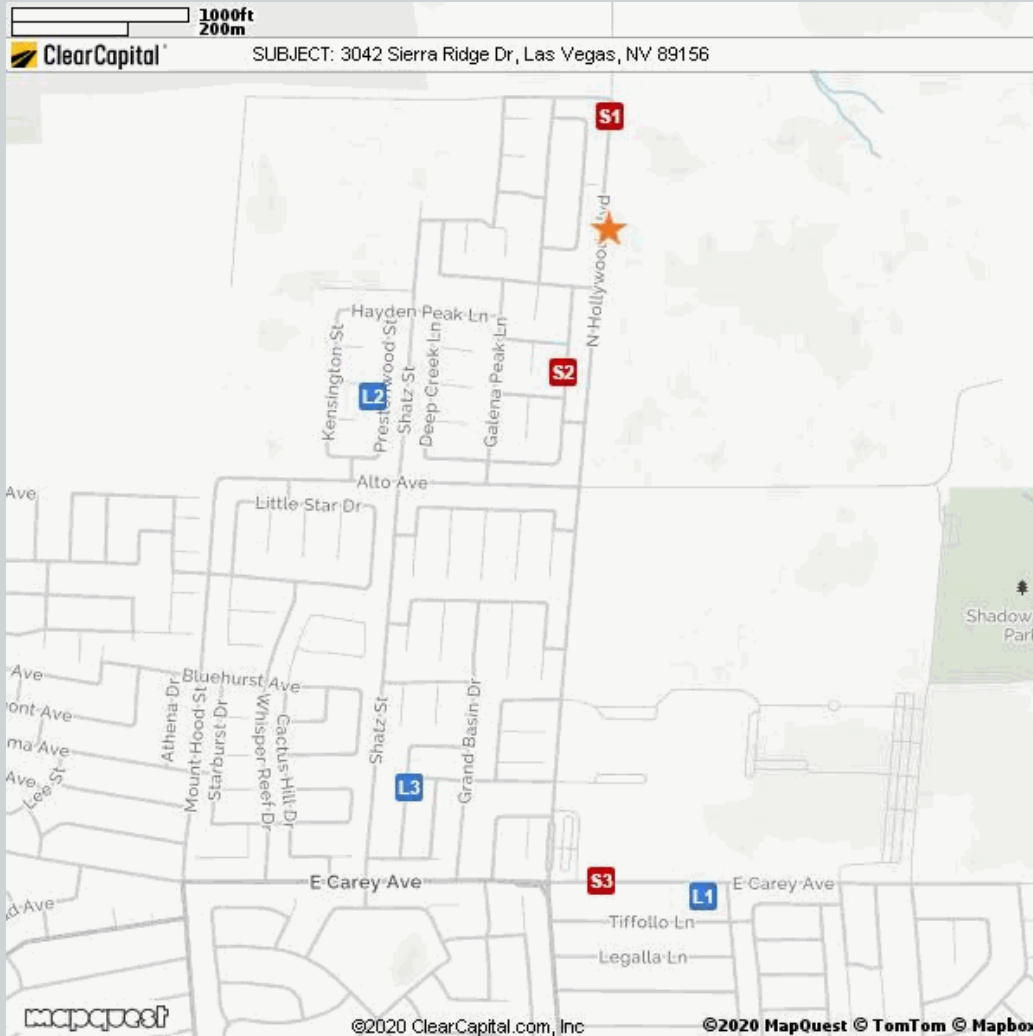 1000ft
200m
ClearCapital
SUBJECT: 3042 Sierra Ridge Dr, Las Vegas, NV 89156
S1
N Hollywood Blvd
Hayden Peak Ln
S2
Kensington St
L2
Prestonwood St
Shatz St
Deep Creek Ln
Galena Peak Ln
Alto Ave
Ave
Little Star Dr
Shadow
Park
Ave
Bluehurst Ave
ont Ave
Athena Dr
Mount Hood St
Starburst Dr
Whisper Reef Dr
Cactus Hill Dr
Shatz St
Grand Basin Dr
ma Ave
Ave
Lee St
L3
E Carey Ave
S3
L1
E Carey Ave
d Ave
Tiffollo Ln
Legalla Ln
mapquest
©2020 ClearCapital.com, Inc
©2020 MapQuest © TomTom © Mapbo